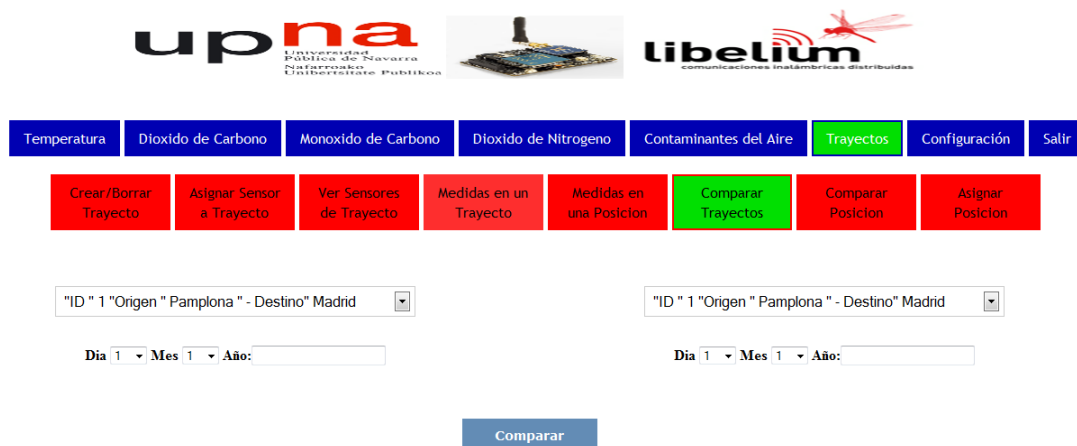 upna
Universidad
Pública de Navarra
Nafarroako
Unibertsitate Publikoa
libelium
comunicaciones inalámbricas distribuidas
Temperatura Dioxido de Carbono Monoxido de Carbono Dioxido de Nitrogeno Contaminantes del Aire Trayectos Configuración Salir
Crear/Borrar Trayecto Asignar Sensor a Trayecto Ver Sensores de Trayecto Medidas en un Trayecto Medidas en una Posicion Comparar Trayectos Comparar Posicion Asignar Posicion
"ID " 1 "Origen " Pamplona " - Destino" Madrid "ID " 1 "Origen " Pamplona " - Destino" Madrid
Dia 1 Mes 1 Año: Dia 1 Mes 1 Año:
Comparar